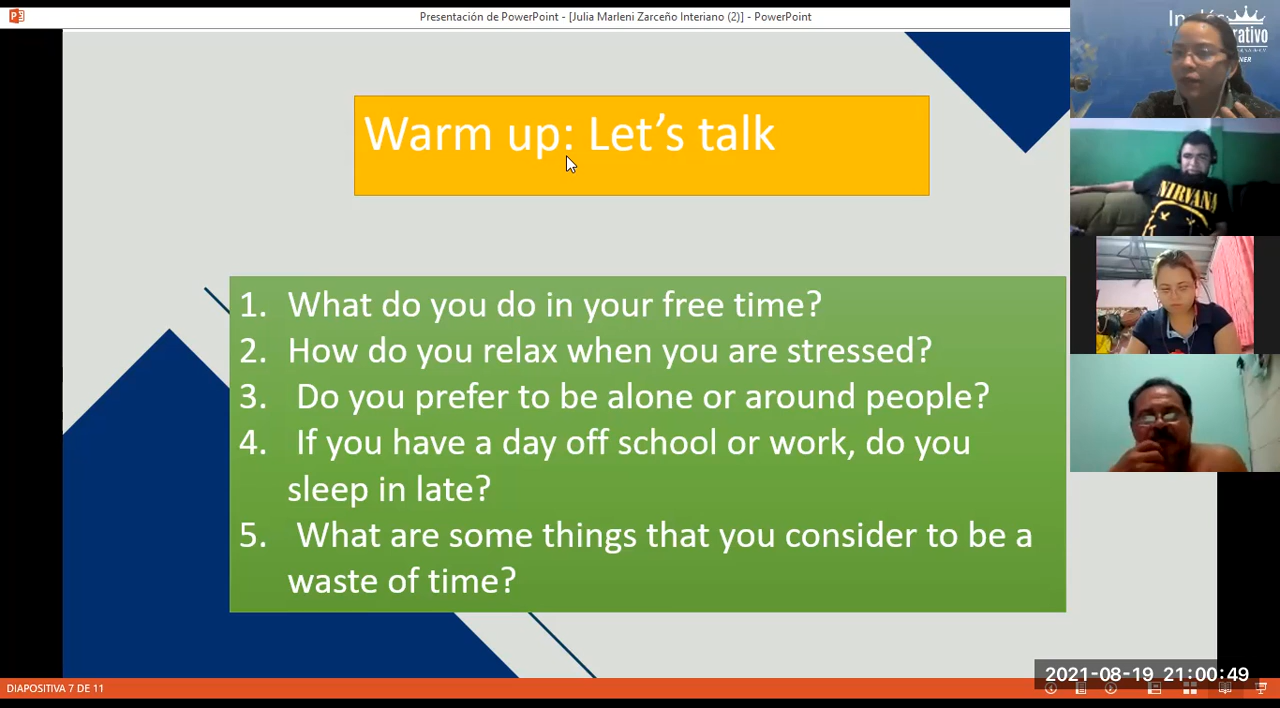 Presentación de PowerPoint - [Julia Marleni Zarceño Interiano (2)] - PowerPoint
Warm up: Let's talk
1. What do you do in your free time?
2. How do you relax when you are stressed?
3. Do you prefer to be alone or around people?
4. If you have a day off school or work, do you
sleep in late?
5. What are some things that you consider to be a
waste of time?
NIRVANA
DIAPOSITIVA 7 DE 11
2021-08-19 21:00:49